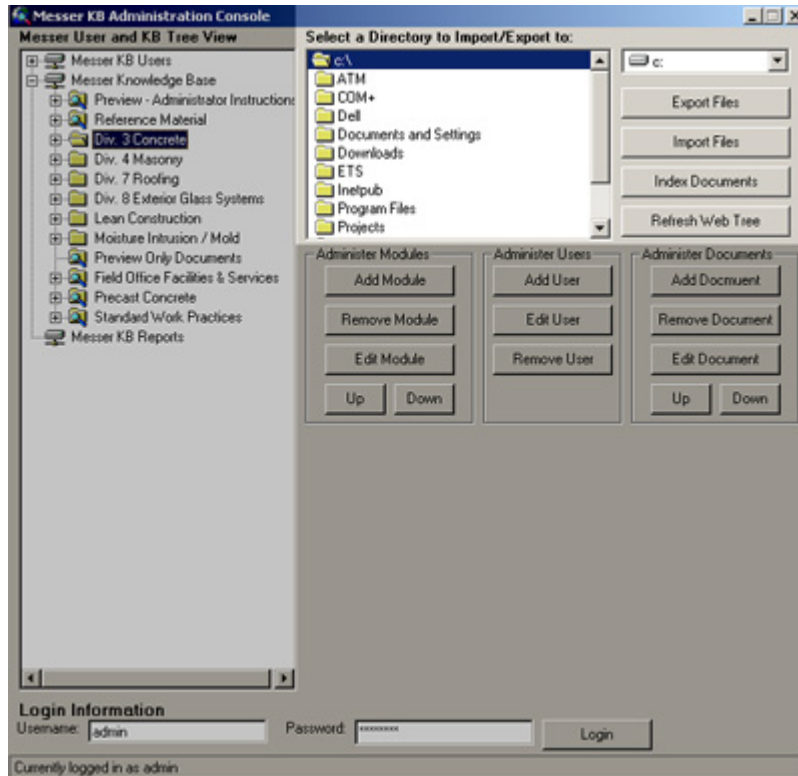 Messer KB Administration Console
Messer User and KB Tree View
Messer KB Users
Messer Knowledge Base
Preview - Administrator Instructions
Reference Material
Div. 3 Concrete
Div. 4 Masonry
Div. 7 Roofing
Div. 8 Exterior Glass Systems
Lean Construction
Moisture Intrusion / Mold
Preview Only Documents
Field Office Facilities & Services
Precast Concrete
Standard Work Practices
Messer KB Reports
Select a Directory to Import/Export to:
c:\
ATM
COM+
Dell
Documents and Settings
Downloads
ETS
Inetpub
Program Files
Projects
c:
Export Files
Import Files
Index Documents
Refresh Web Tree
Administer Modules
Add Module
Remove Module
Edit Module
Up Down
Administer Users
Add User
Edit User
Remove User
Administer Documents
Add Docmuent
Remove Document
Edit Document
Up Down
Login Information
Username: admin Password: ******** Login
Currently logged in as admin